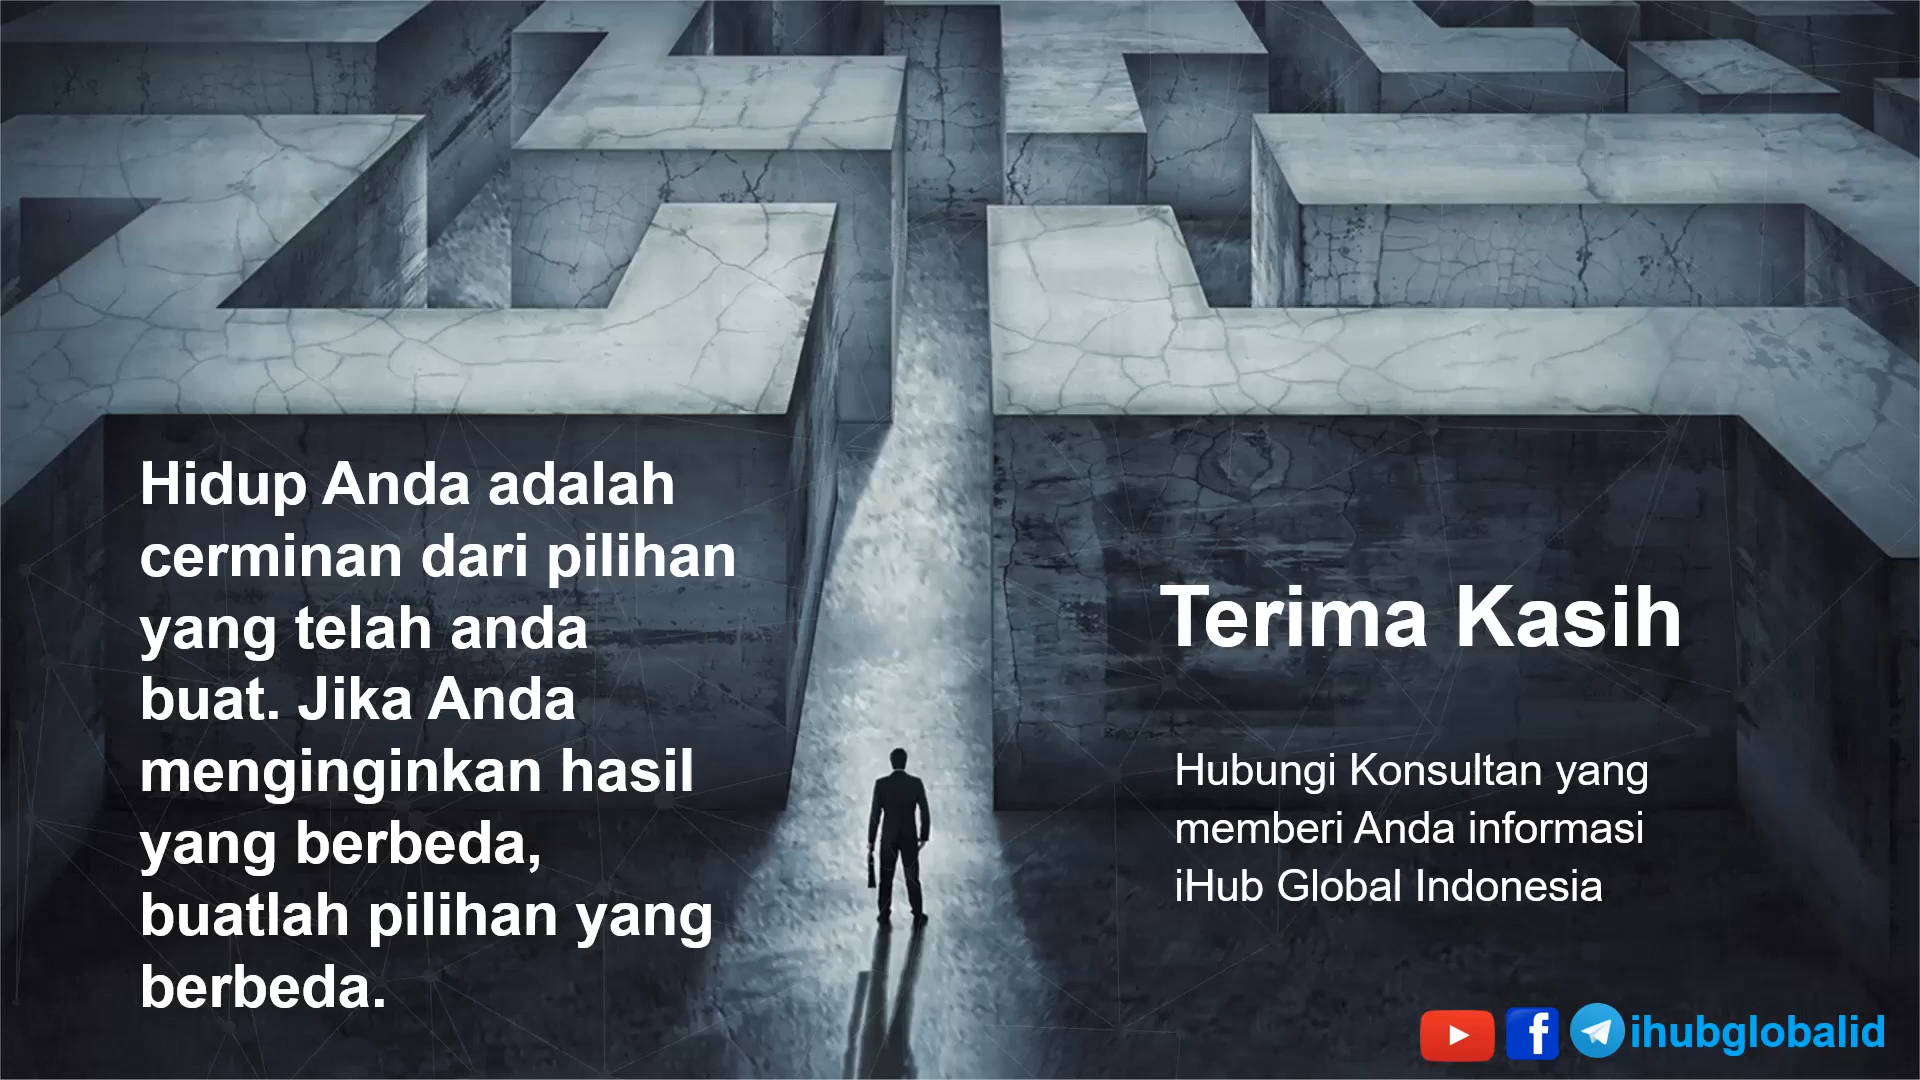 Hidup Anda adalah
cerminan dari pilihan
yang telah anda
buat. Jika Anda
menginginkan hasil
yang berbeda,
buatlah pilihan yang
berbeda.
Terima Kasih
Hubungi Konsultan yang
memberi Anda informasi
iHub Global Indonesia
ihubglobalid